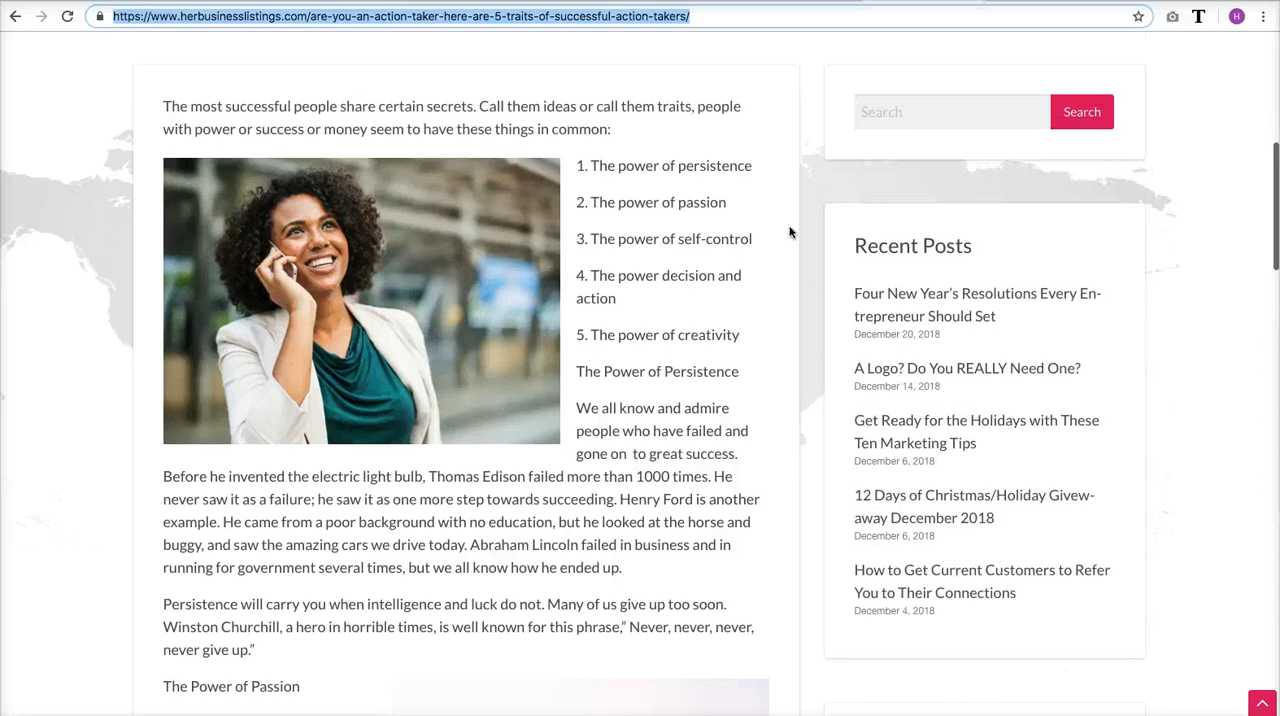 https://www.herbusinesslistings.com/are-you-an-action-taker-here-are-5-traits-of-successful-action-takers/
T
H
The most successful people share certain secrets. Call them ideas or call them traits, people
with power or success or money seem to have these things in common:
1. The power of persistence
2. The power of passion
3. The power of self-control
4. The power decision and
action
5. The power of creativity
The Power of Persistence
We all know and admire
people who have failed and
gone on  to great success.
Before he invented the electric light bulb, Thomas Edison failed more than 1000 times. He
never saw it as a failure; he saw it as one more step towards succeeding. Henry Ford is another
example. He came from a poor background with no education, but he looked at the horse and
buggy, and saw the amazing cars we drive today. Abraham Lincoln failed in business and in
running for government several times, but we all know how he ended up.
Persistence will carry you when intelligence and luck do not. Many of us give up too soon.
Winston Churchill, a hero in horrible times, is well known for this phrase,” Never, never, never,
never give up.”
The Power of Passion
Search
Search
Recent Posts
Four New Year’s Resolutions Every En-
trepreneur Should Set
December 20, 2018
A Logo? Do You REALLY Need One?
December 14, 2018
Get Ready for the Holidays with These
Ten Marketing Tips
December 6, 2018
12 Days of Christmas/Holiday Givew-
away December 2018
December 6, 2018
How to Get Current Customers to Refer
You to Their Connections
December 4, 2018